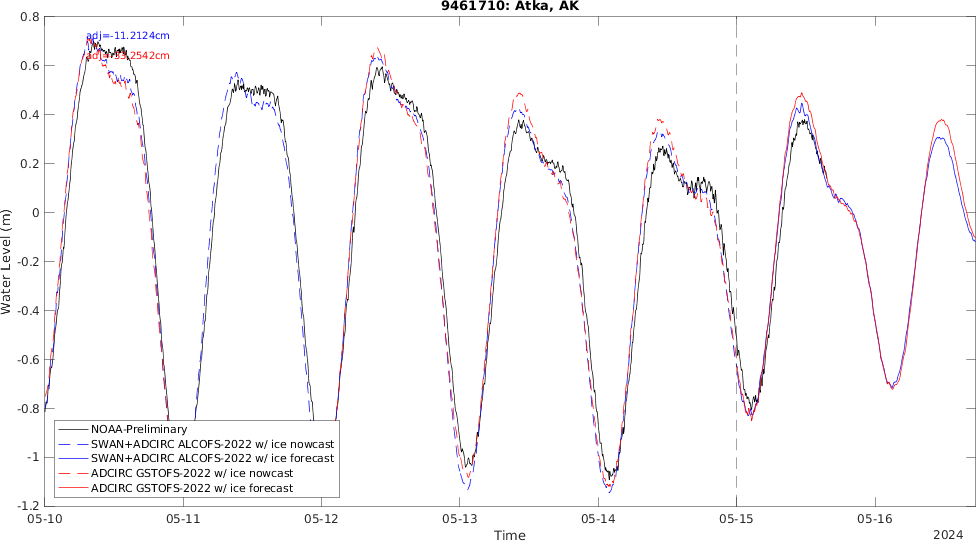 9461710: Atka, AK
0.8
adj=-11.2124cm
0.6
0.4
0.2
0
-0.2
-0.4
-0.6
-0.8
-1
-1.2
Water Level (m)
NOAA-Preliminary
SWAN+ADCIRC ALCOFS-2022 w/ ice nowcast
SWAN+ADCIRC ALCOFS-2022 w/ ice forecast
ADCIRC GSTOFS-2022 w/ ice nowcast
ADCIRC GSTOFS-2022 w/ ice forecast
05-10 05-11 05-12 05-13 05-14 05-15 05-16
Time
2024